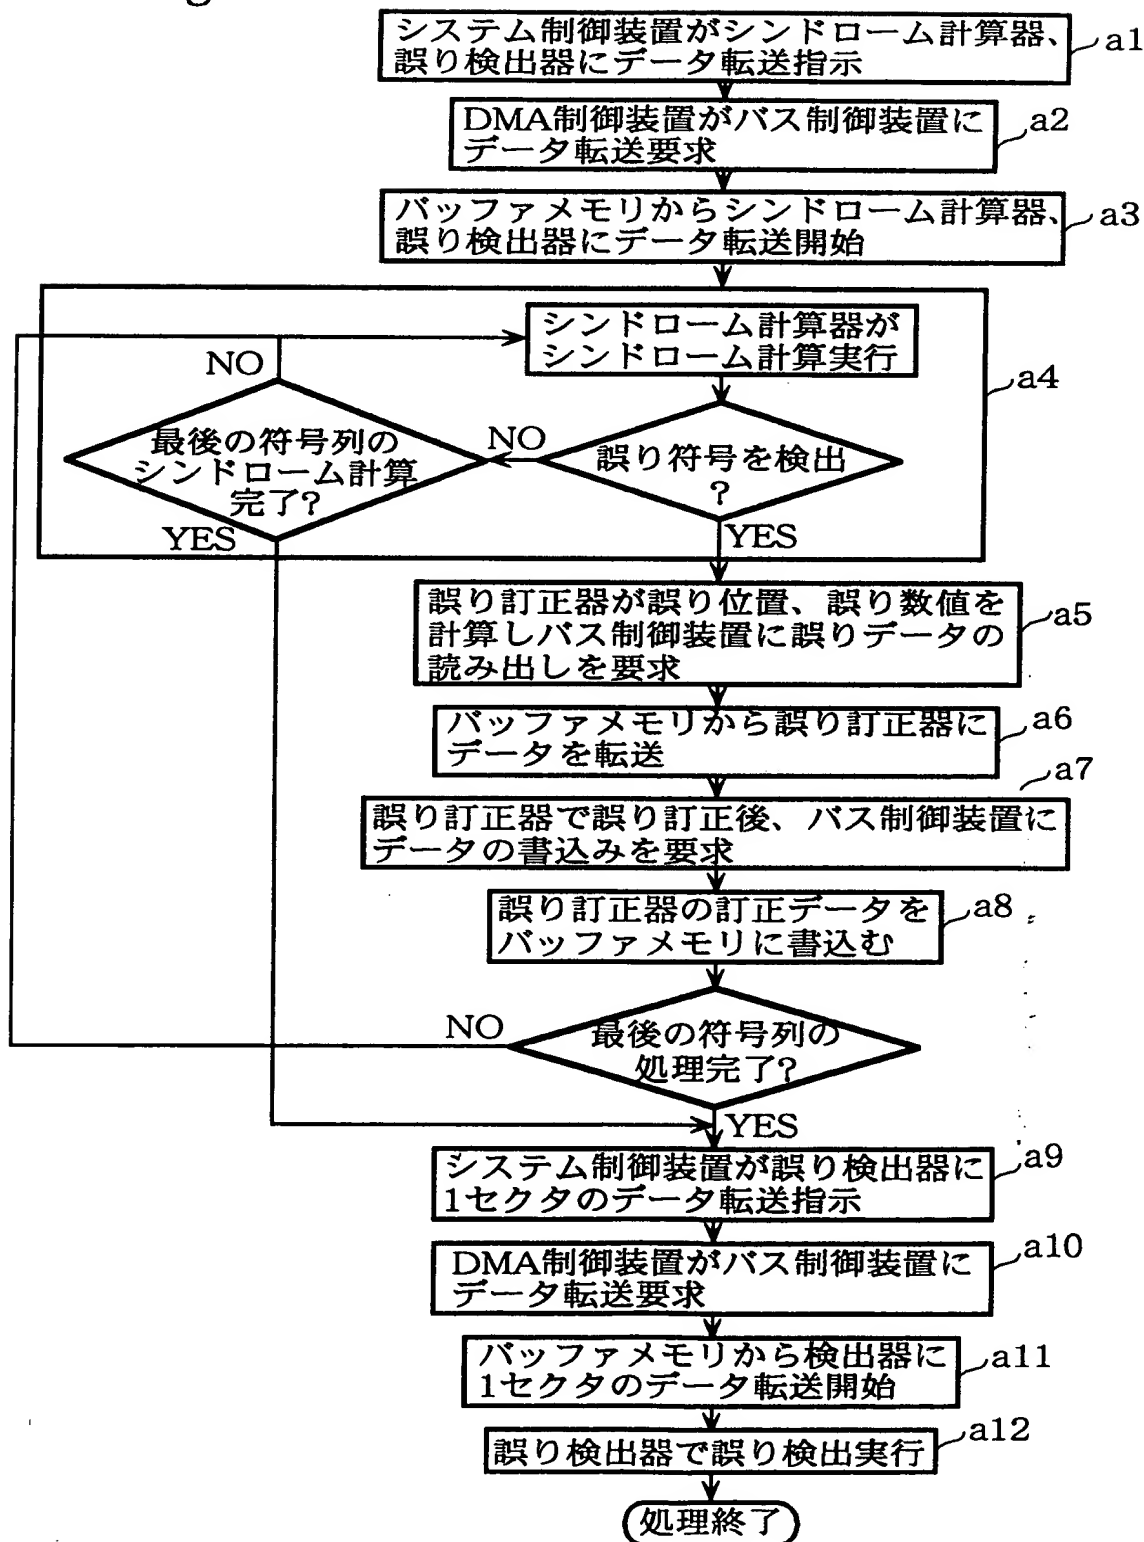 システム制御装置がシンドローム計算器、
誤り検出器にデータ転送指示
a1
DMA制御装置がバス制御装置に
データ転送要求
a2
バッファメモリからシンドローム計算器、
誤り検出器にデータ転送開始
a3
シンドローム計算器が
シンドローム計算実行
a4
NO
最後の符号列の
シンドローム計算
完了?
YES
NO
誤り符号を検出
?
YES
誤り訂正器が誤り位置、誤り数値を
計算しバス制御装置に誤りデータの
読み出しを要求
a5
バッファメモリから誤り訂正器に
データを転送
a6
a7
誤り訂正器で誤り訂正後、バス制御装置に
データの書込みを要求
誤り訂正器の訂正データを
バッファメモリに書込む
a8
NO
最後の符号列の
処理完了?
YES
システム制御装置が誤り検出器に
1セクタのデータ転送指示
a9
DMA制御装置がバス制御装置に
データ転送要求
a10
バッファメモリから検出器に
1セクタのデータ転送開始
a11
誤り検出器で誤り検出実行
a12
処理終了